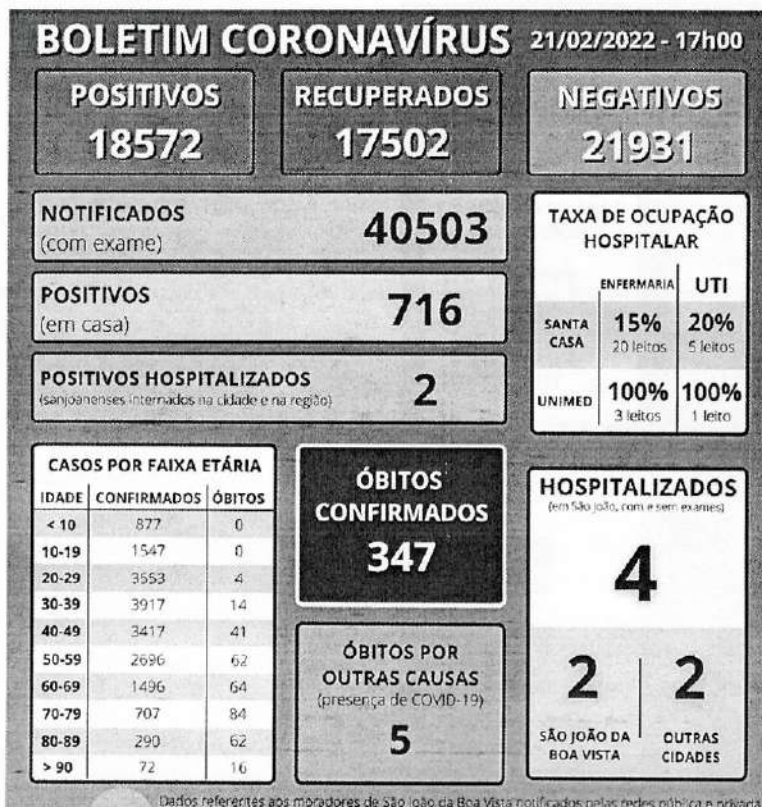 BOLETIM CORONAVÍRUS 21/02/2022 - 17h00
POSITIVOS
18572
RECUPERADOS
17502
NEGATIVOS
21931
NOTIFICADOS
(com exame)
40503
POSITIVOS
(em casa)
716
POSITIVOS HOSPITALIZADOS
(sanjoanenses internados na cidade e na região)
2
TAXA DE OCUPAÇÃO
HOSPITALAR
ENFERMARIA UTI
SANTA CASA 15% 20%
20 leitos 5 leitos
UNIMED 100% 100%
3 leitos 1 leito
CASOS POR FAIXA ETÁRIA
IDADE CONFIRMADOS ÓBITOS
< 10 877 0
10-19 1547 0
20-29 3553 4
30-39 3917 14
40-49 3417 41
50-59 2696 62
60-69 1496 64
70-79 707 84
80-89 290 62
> 90 72 16
ÓBITOS
CONFIRMADOS
347
ÓBITOS POR
OUTRAS CAUSAS
(presença de COVID-19)
5
HOSPITALIZADOS
(em São João, com e sem exames)
4
2 2
SÃO JOÃO DA
BOA VISTA
OUTRAS
CIDADES
Dados referentes aos moradores de São João da Boa Vista notificados pelas redes pública e privada